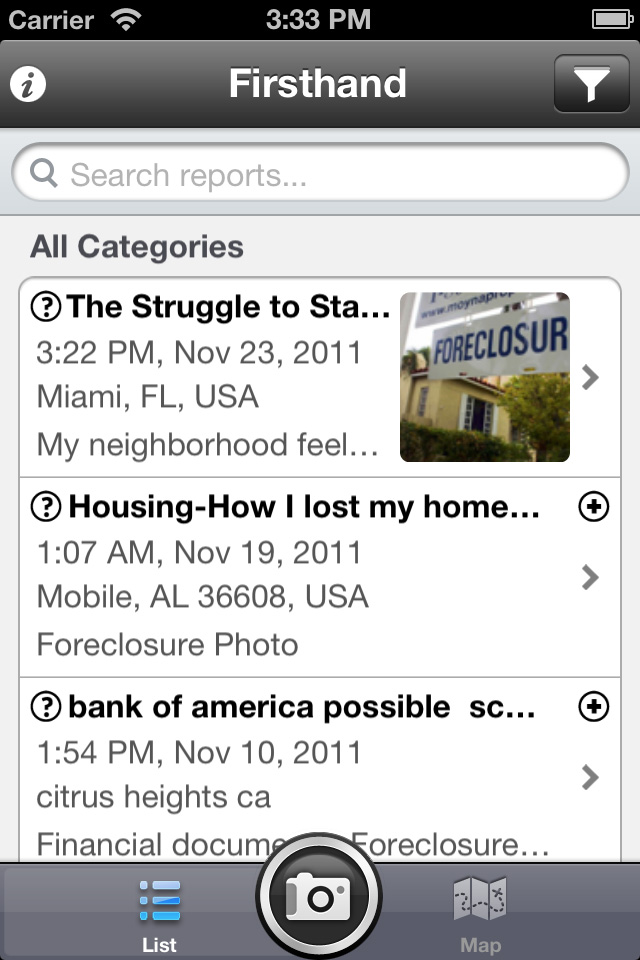 Carrier 3:33 PM
Firsthand
Search reports...
All Categories
The Struggle to Sta...
3:22 PM, Nov 23, 2011
Miami, FL, USA
My neighborhood feel...
www.moynaprop
FORECLOSUR
Housing-How I lost my home...
1:07 AM, Nov 19, 2011
Mobile, AL 36608, USA
Foreclosure Photo
bank of america possible  sc...
1:54 PM, Nov 10, 2011
citrus heights ca
Financial docume Foreclosure...
List
Map